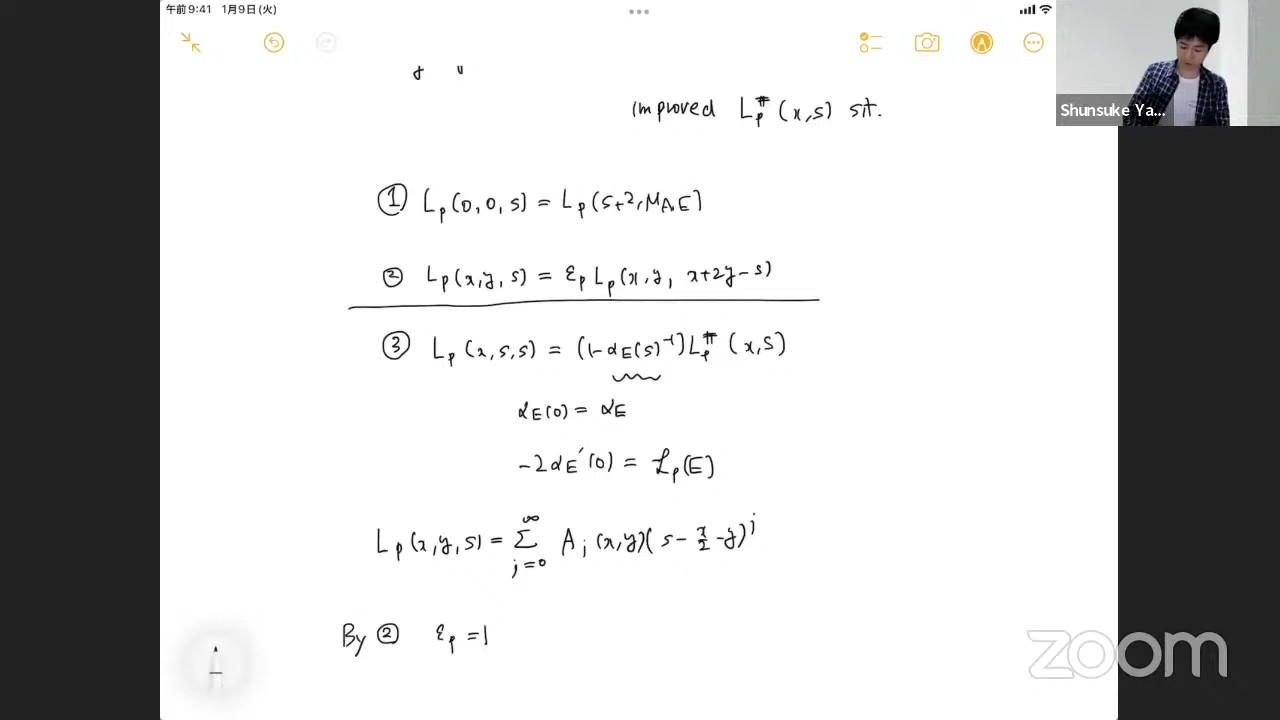 午前9:41 1月9日(火)
Shunsuke Ya...
improved L_p^#(x,s) s.t.
① L_p(0,0,s) = L_p(s+2, M_A,E)
② L_p(x,y,s) = ε_p L_p(x,y, x+2y-s)
③ L_p(x,s,s) = (1-α_E(s)^{-1}) L_p^#(x,s)
α_E(0) = α_E
-2α_E'(0) = ℒ_p(E)
L_p(x,y,s) = ∑_{j=0}^∞ A_j(x,y)(s - x/2 - y)^j
By ② ε_p = 1
zoom